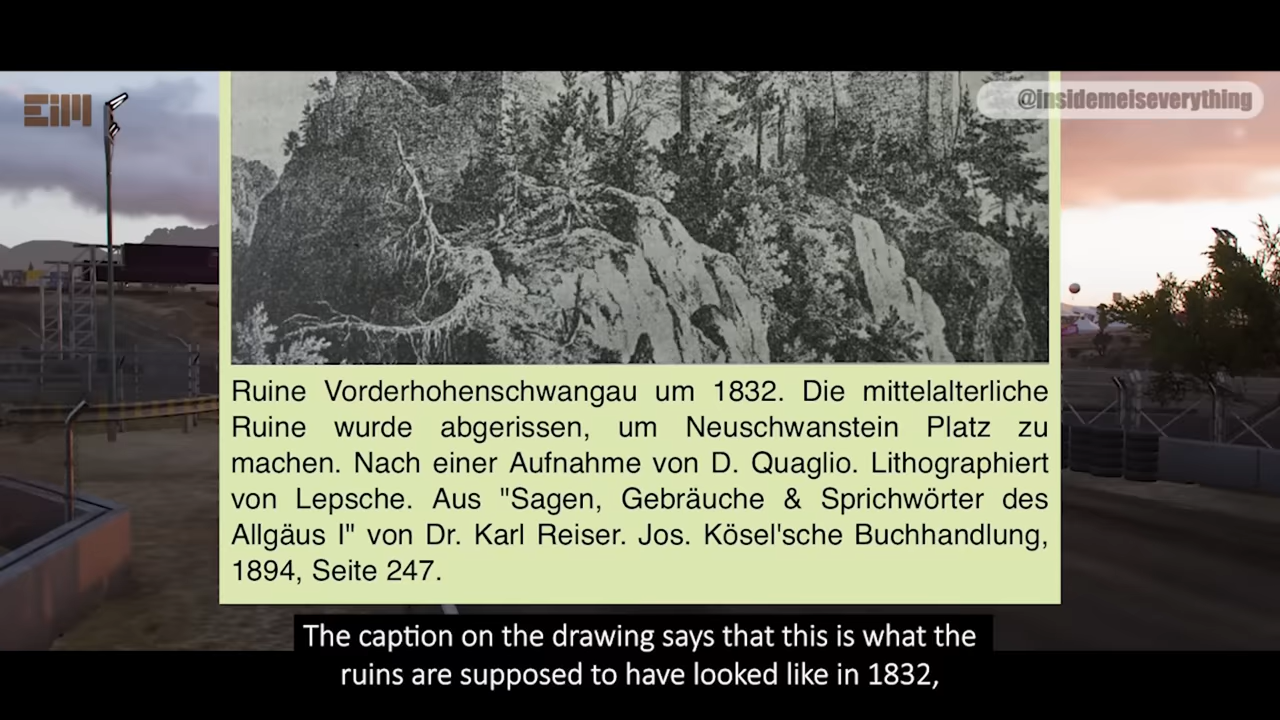 EiM
@insidemeiseverything
Ruine Vorderhohenschwangau um 1832. Die mittelalterliche
Ruine wurde abgerissen, um Neuschwanstein Platz zu
machen. Nach einer Aufnahme von D. Quaglio. Lithographiert
von Lepsche. Aus "Sagen, Gebräuche & Sprichwörter des
Allgäus I" von Dr. Karl Reiser. Jos. Kösel'sche Buchhandlung,
1894, Seite 247.
The caption on the drawing says that this is what the
ruins are supposed to have looked like in 1832,